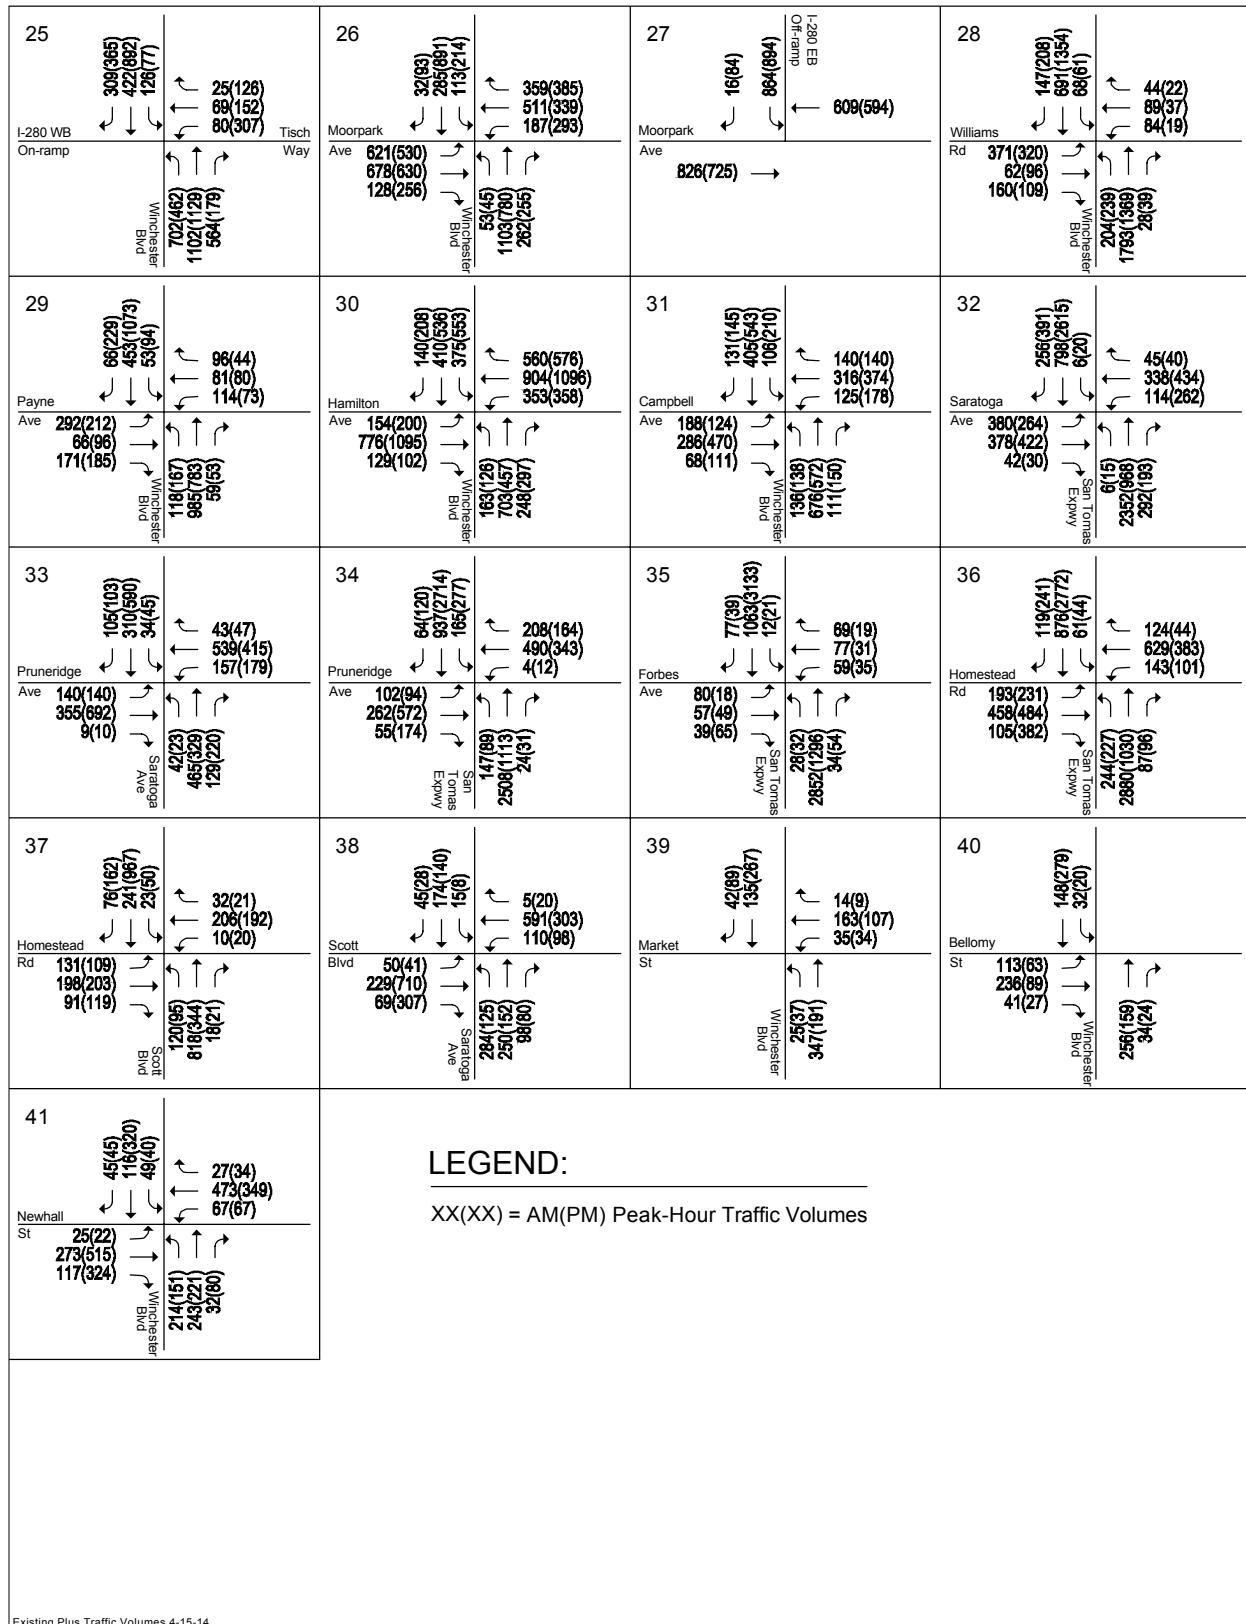 25
309(365)
422(892)
126(77)
25(126)
69(152)
80(307)
I-280 WB
On-ramp
Tisch
Way
Winchester
Blvd
702(462)
1102(1129)
564(179)
26
32(93)
285(891)
113(214)
359(385)
511(339)
187(293)
Moorpark
Ave
621(530)
678(630)
128(256)
Winchester
Blvd
53(45)
1103(780)
262(255)
27
16(84)
864(894)
I-280 EB
Off-ramp
609(594)
Moorpark
Ave
826(725)
28
147(208)
691(1354)
68(61)
44(22)
89(37)
84(19)
Williams
Rd
371(320)
62(96)
160(109)
Winchester
Blvd
204(239)
1793(1369)
28(39)
29
66(229)
453(1073)
53(94)
96(44)
81(80)
114(73)
Payne
Ave
292(212)
66(96)
171(185)
Winchester
Blvd
118(167)
985(783)
59(53)
30
140(208)
410(536)
375(553)
560(576)
904(1096)
353(358)
Hamilton
Ave
154(200)
776(1095)
129(102)
Winchester
Blvd
163(126)
703(457)
248(297)
31
131(145)
405(543)
106(210)
140(140)
316(374)
125(178)
Campbell
Ave
188(124)
286(470)
68(111)
Winchester
Blvd
136(138)
676(572)
111(150)
32
256(391)
798(2615)
6(20)
45(40)
338(434)
114(262)
Saratoga
Ave
380(264)
378(422)
42(30)
San Tomas
Expwy
6(15)
2352(968)
292(193)
33
105(103)
310(590)
34(45)
43(47)
539(415)
157(179)
Pruneridge
Ave
140(140)
355(692)
9(10)
Saratoga
Ave
42(23)
465(329)
129(220)
34
64(120)
937(2714)
165(277)
208(164)
490(343)
4(12)
Pruneridge
Ave
102(94)
262(572)
55(174)
San
Tomas
Expwy
147(89)
2508(1113)
24(31)
35
77(39)
1063(3133)
12(21)
69(19)
77(31)
59(35)
Forbes
Ave
80(18)
57(49)
39(65)
San Tomas
Expwy
28(32)
2852(1296)
34(54)
36
119(241)
876(2772)
61(44)
124(44)
629(383)
143(101)
Homestead
Rd
193(231)
458(484)
105(382)
San Tomas
Expwy
244(227)
2880(1030)
87(96)
37
76(162)
241(967)
23(50)
32(21)
206(192)
10(20)
Homestead
Rd
131(109)
198(203)
91(119)
Scott
Blvd
120(95)
818(344)
18(21)
38
45(28)
174(140)
15(8)
5(20)
591(303)
110(98)
Scott
Blvd
50(41)
229(710)
69(307)
Saratoga
Ave
284(125)
250(152)
98(80)
39
42(89)
135(267)
14(9)
163(107)
35(34)
Market
St
Winchester
Blvd
25(37)
347(191)
40
148(279)
32(20)
Bellomy
St
113(63)
236(89)
41(27)
Winchester
Blvd
256(159)
34(24)
41
45(45)
116(320)
49(40)
27(34)
473(349)
67(67)
Newhall
St
25(22)
273(515)
117(324)
Winchester
Blvd
214(151)
243(221)
32(80)
LEGEND:
XX(XX) = AM(PM) Peak-Hour Traffic Volumes
Existing Plus Traffic Volumes 4-15-14